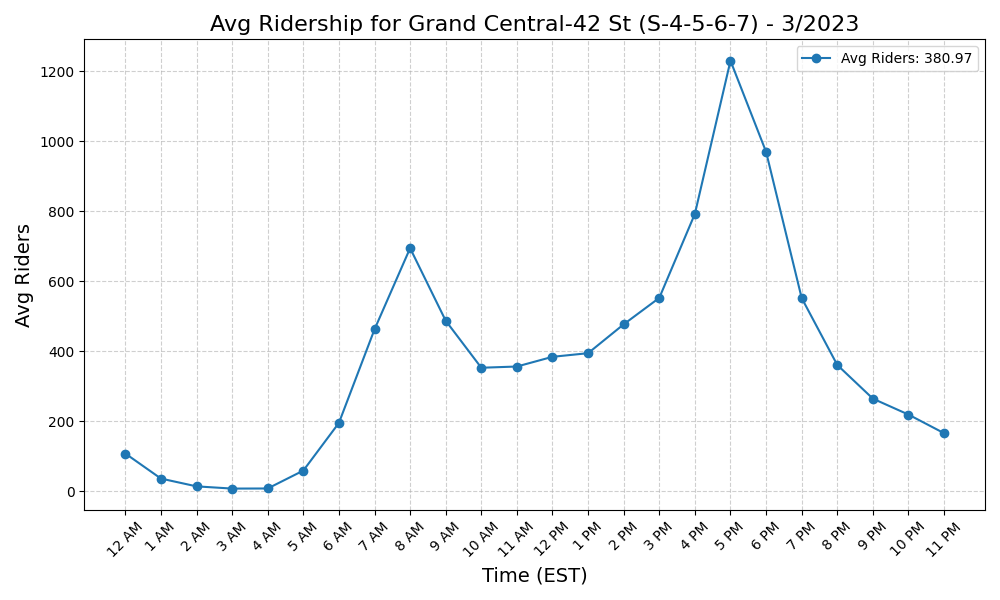 Avg Ridership for Grand Central-42 St (S-4-5-6-7) - 3/2023
Avg Riders: 380.97
Avg Riders
1200
1000
800
600
400
200
0
12 AM
1 AM
2 AM
3 AM
4 AM
5 AM
6 AM
7 AM
8 AM
9 AM
10 AM
11 AM
12 PM
1 PM
2 PM
3 PM
4 PM
5 PM
6 PM
7 PM
8 PM
9 PM
10 PM
11 PM
Time (EST)